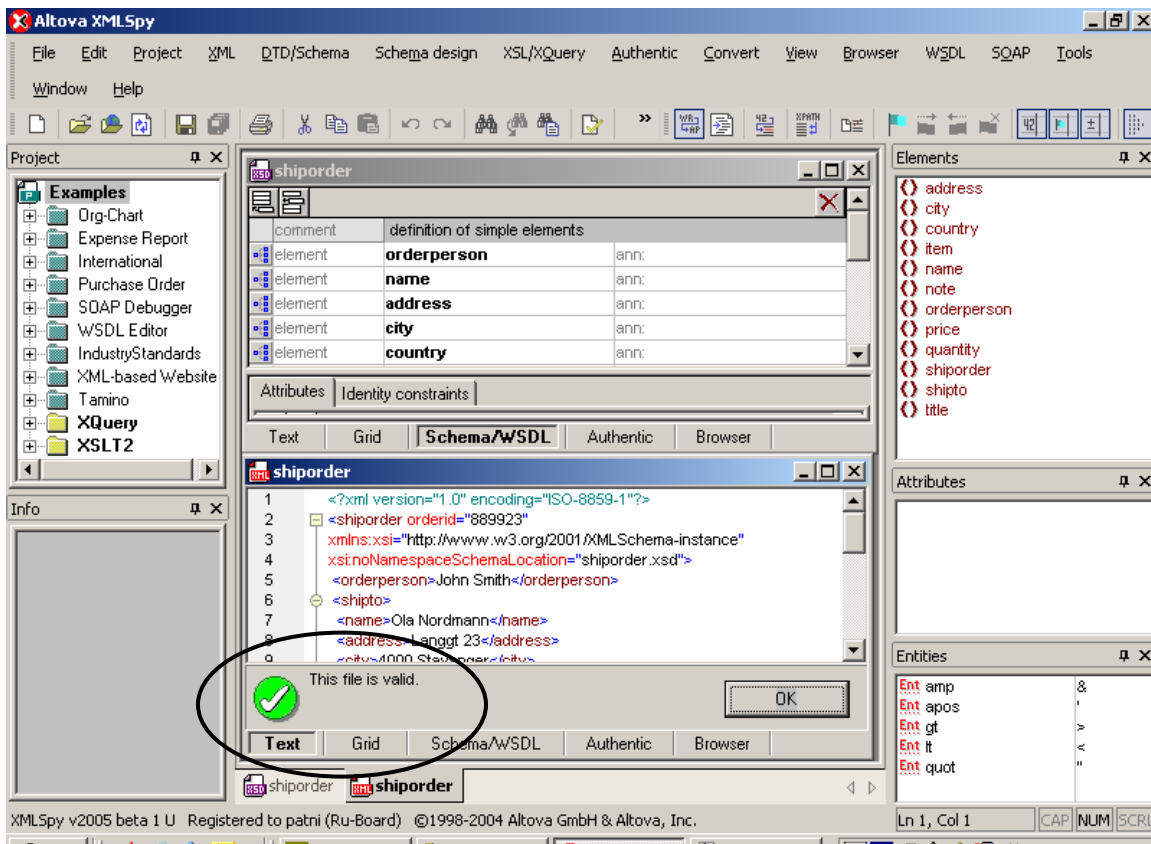 Altova XMLSpy
File Edit Project XML DTD/Schema Schema design XSL/XQuery Authentic Convert View Browser WSDL SOAP Tools
Window Help
Project
Examples
Org-Chart
Expense Report
International
Purchase Order
SOAP Debugger
WSDL Editor
IndustryStandards
XML-based Website
Tamino
XQuery
XSLT2
Info
shiporder
comment definition of simple elements
element orderperson ann:
element name ann:
element address ann:
element city ann:
element country ann:
Attributes Identity constraints
Text Grid Schema/WSDL Authentic Browser
shiporder
1 <?xml version="1.0" encoding="ISO-8859-1"?>
2 <shiporder orderid="889923"
3 xmlns:xsi="http://www.w3.org/2001/XMLSchema-instance"
4 xsi:noNamespaceSchemaLocation="shiporder.xsd">
5 <orderperson>John Smith</orderperson>
6 <shipto>
7 <name>Ola Nordmann</name>
8 <address>Langgt 23</address>
9 <city>4000 Stavanger</city>
This file is valid.
OK
Text Grid Schema/WSDL Authentic Browser
shiporder shiporder
Elements
address
city
country
item
name
note
orderperson
price
quantity
shiporder
shipto
title
Attributes
Entities
Ent amp &
Ent apos '
Ent gt >
Ent lt <
Ent quot "
XMLSpy v2005 beta 1 U Registered to patni (Ru-Board) ©1998-2004 Altova GmbH & Altova, Inc. Ln 1, Col 1 CAP NUM SCRL